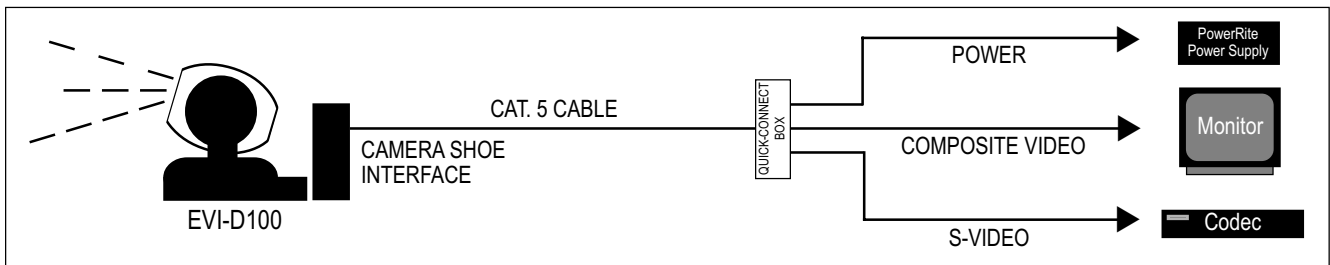 EVI-D100
CAMERA SHOE
INTERFACE
CAT. 5 CABLE
QUICK-CONNECT
BOX
POWER
COMPOSITE VIDEO
S-VIDEO
PowerRite
Power Supply
Monitor
Codec